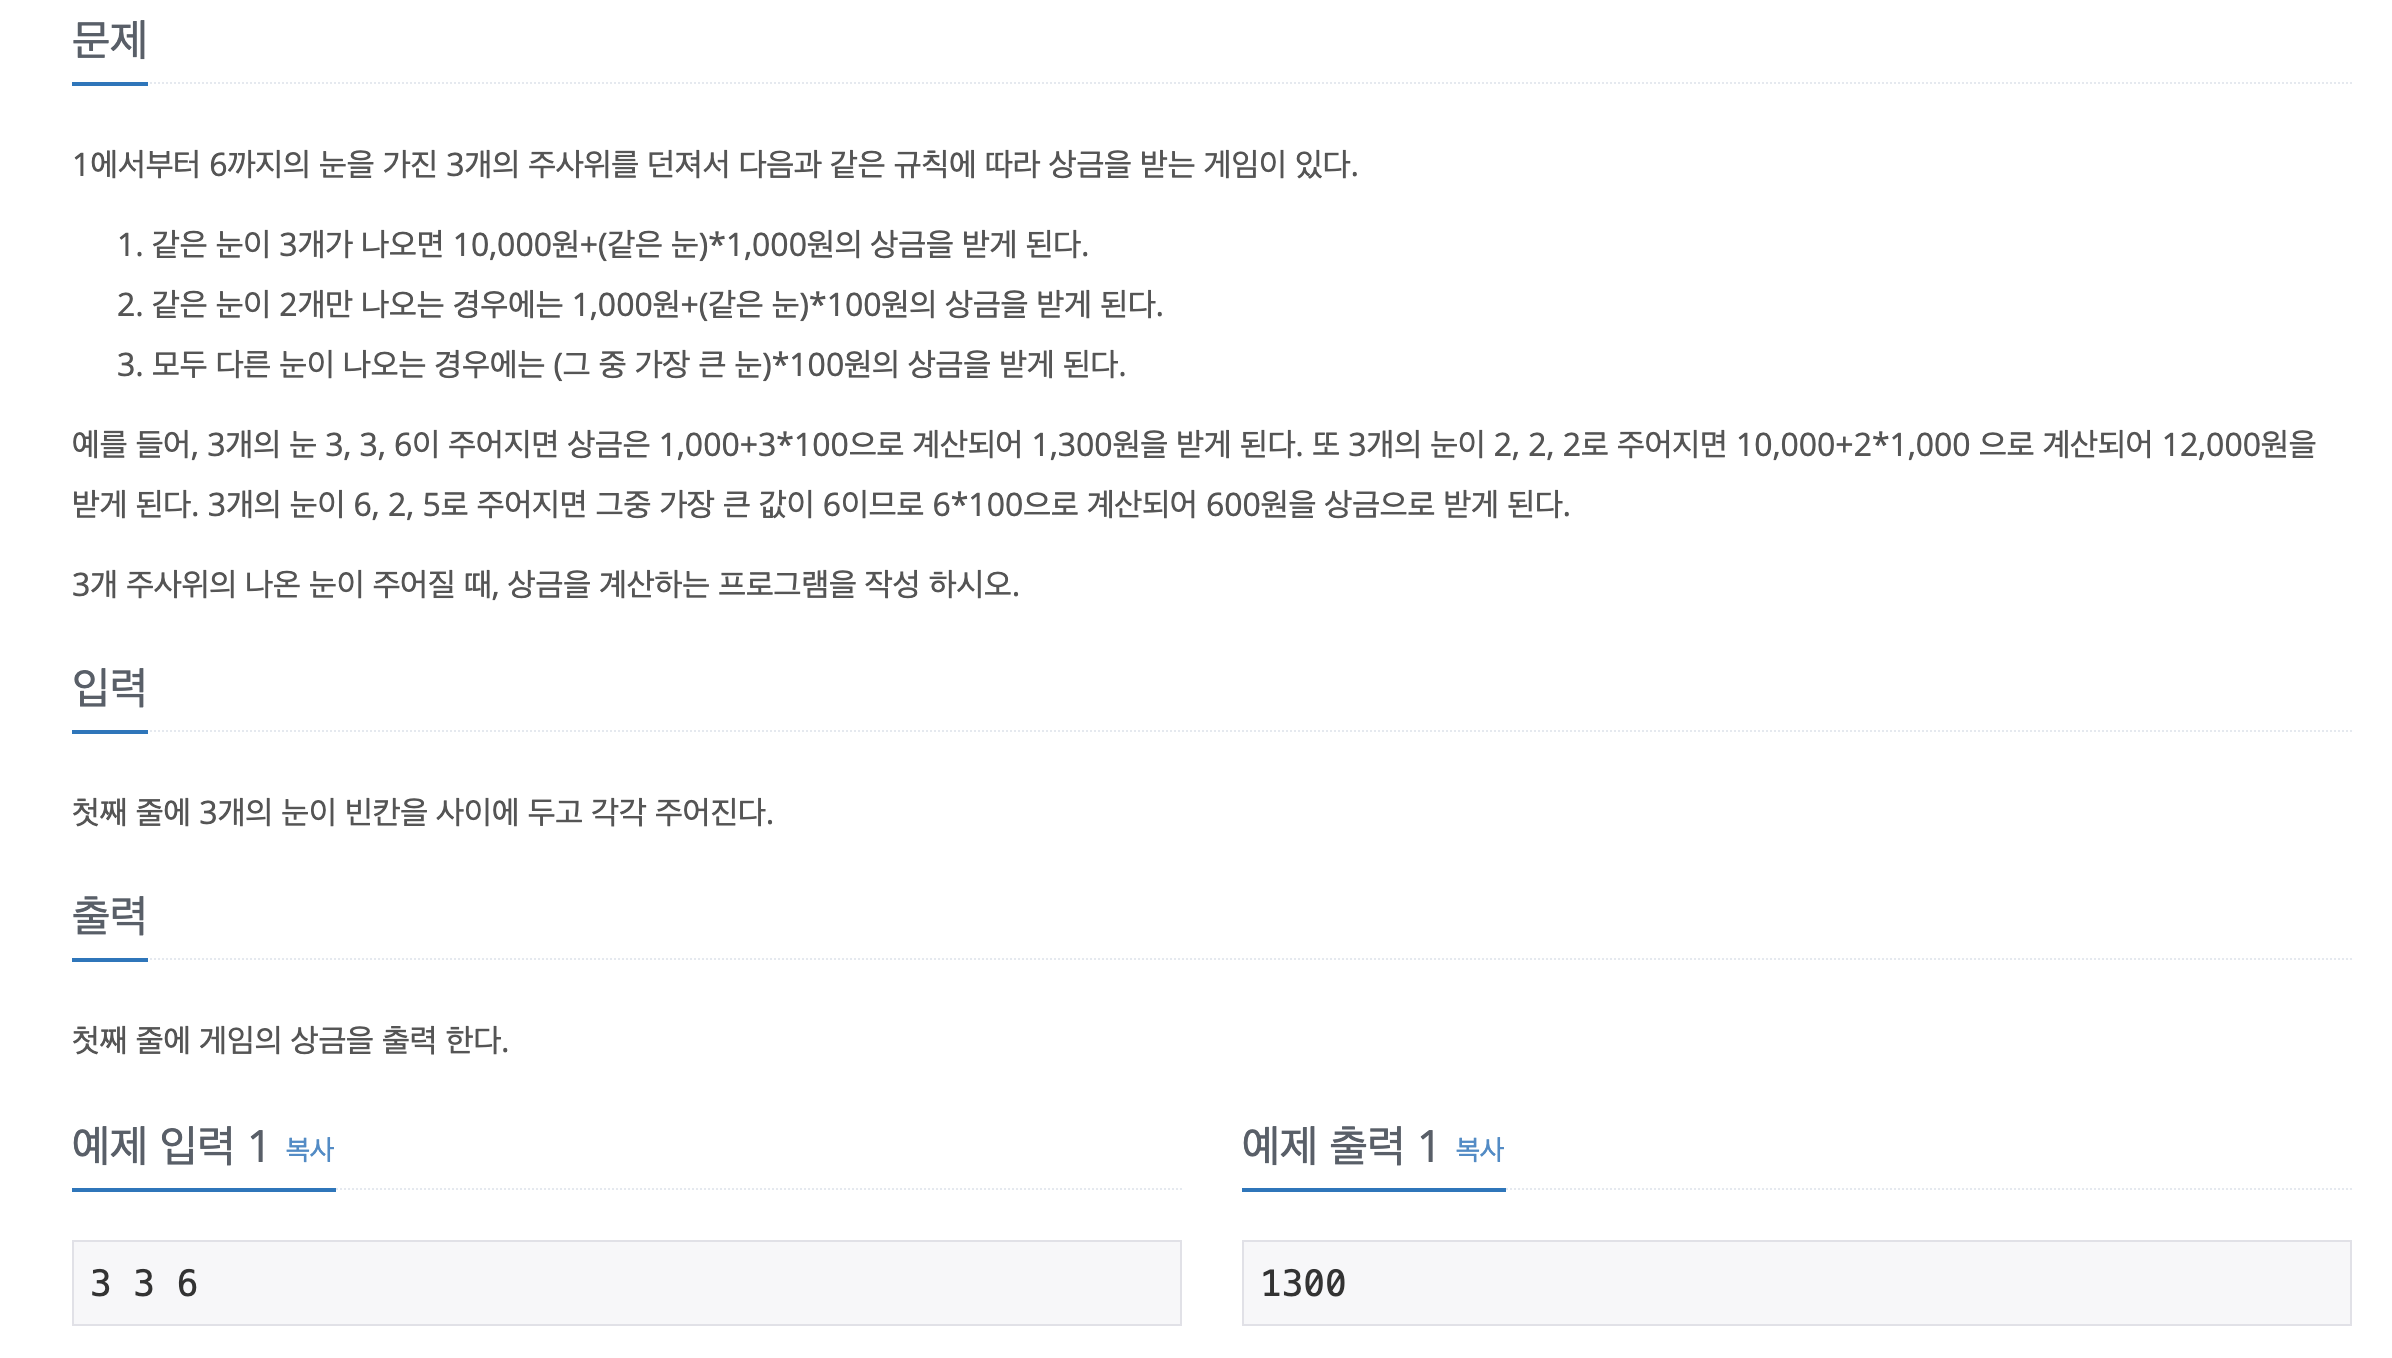 문제
1에서부터 6까지의 눈을 가진 3개의 주사위를 던져서 다음과 같은 규칙에 따라 상금을 받는 게임이 있다.
1. 같은 눈이 3개가 나오면 10,000원+(같은 눈)*1,000원의 상금을 받게 된다.
2. 같은 눈이 2개만 나오는 경우에는 1,000원+(같은 눈)*100원의 상금을 받게 된다.
3. 모두 다른 눈이 나오는 경우에는 (그 중 가장 큰 눈)*100원의 상금을 받게 된다.
예를 들어, 3개의 눈 3, 3, 6이 주어지면 상금은 1,000+3*100으로 계산되어 1,300원을 받게 된다. 또 3개의 눈이 2, 2, 2로 주어지면 10,000+2*1,000 으로 계산되어 12,000원을
받게 된다. 3개의 눈이 6, 2, 5로 주어지면 그중 가장 큰 값이 6이므로 6*100으로 계산되어 600원을 상금으로 받게 된다.
3개 주사위의 나온 눈이 주어질 때, 상금을 계산하는 프로그램을 작성 하시오.
입력
첫째 줄에 3개의 눈이 빈칸을 사이에 두고 각각 주어진다.
출력
첫째 줄에 게임의 상금을 출력 한다.
예제 입력 1 복사
3 3 6
예제 출력 1 복사
1300